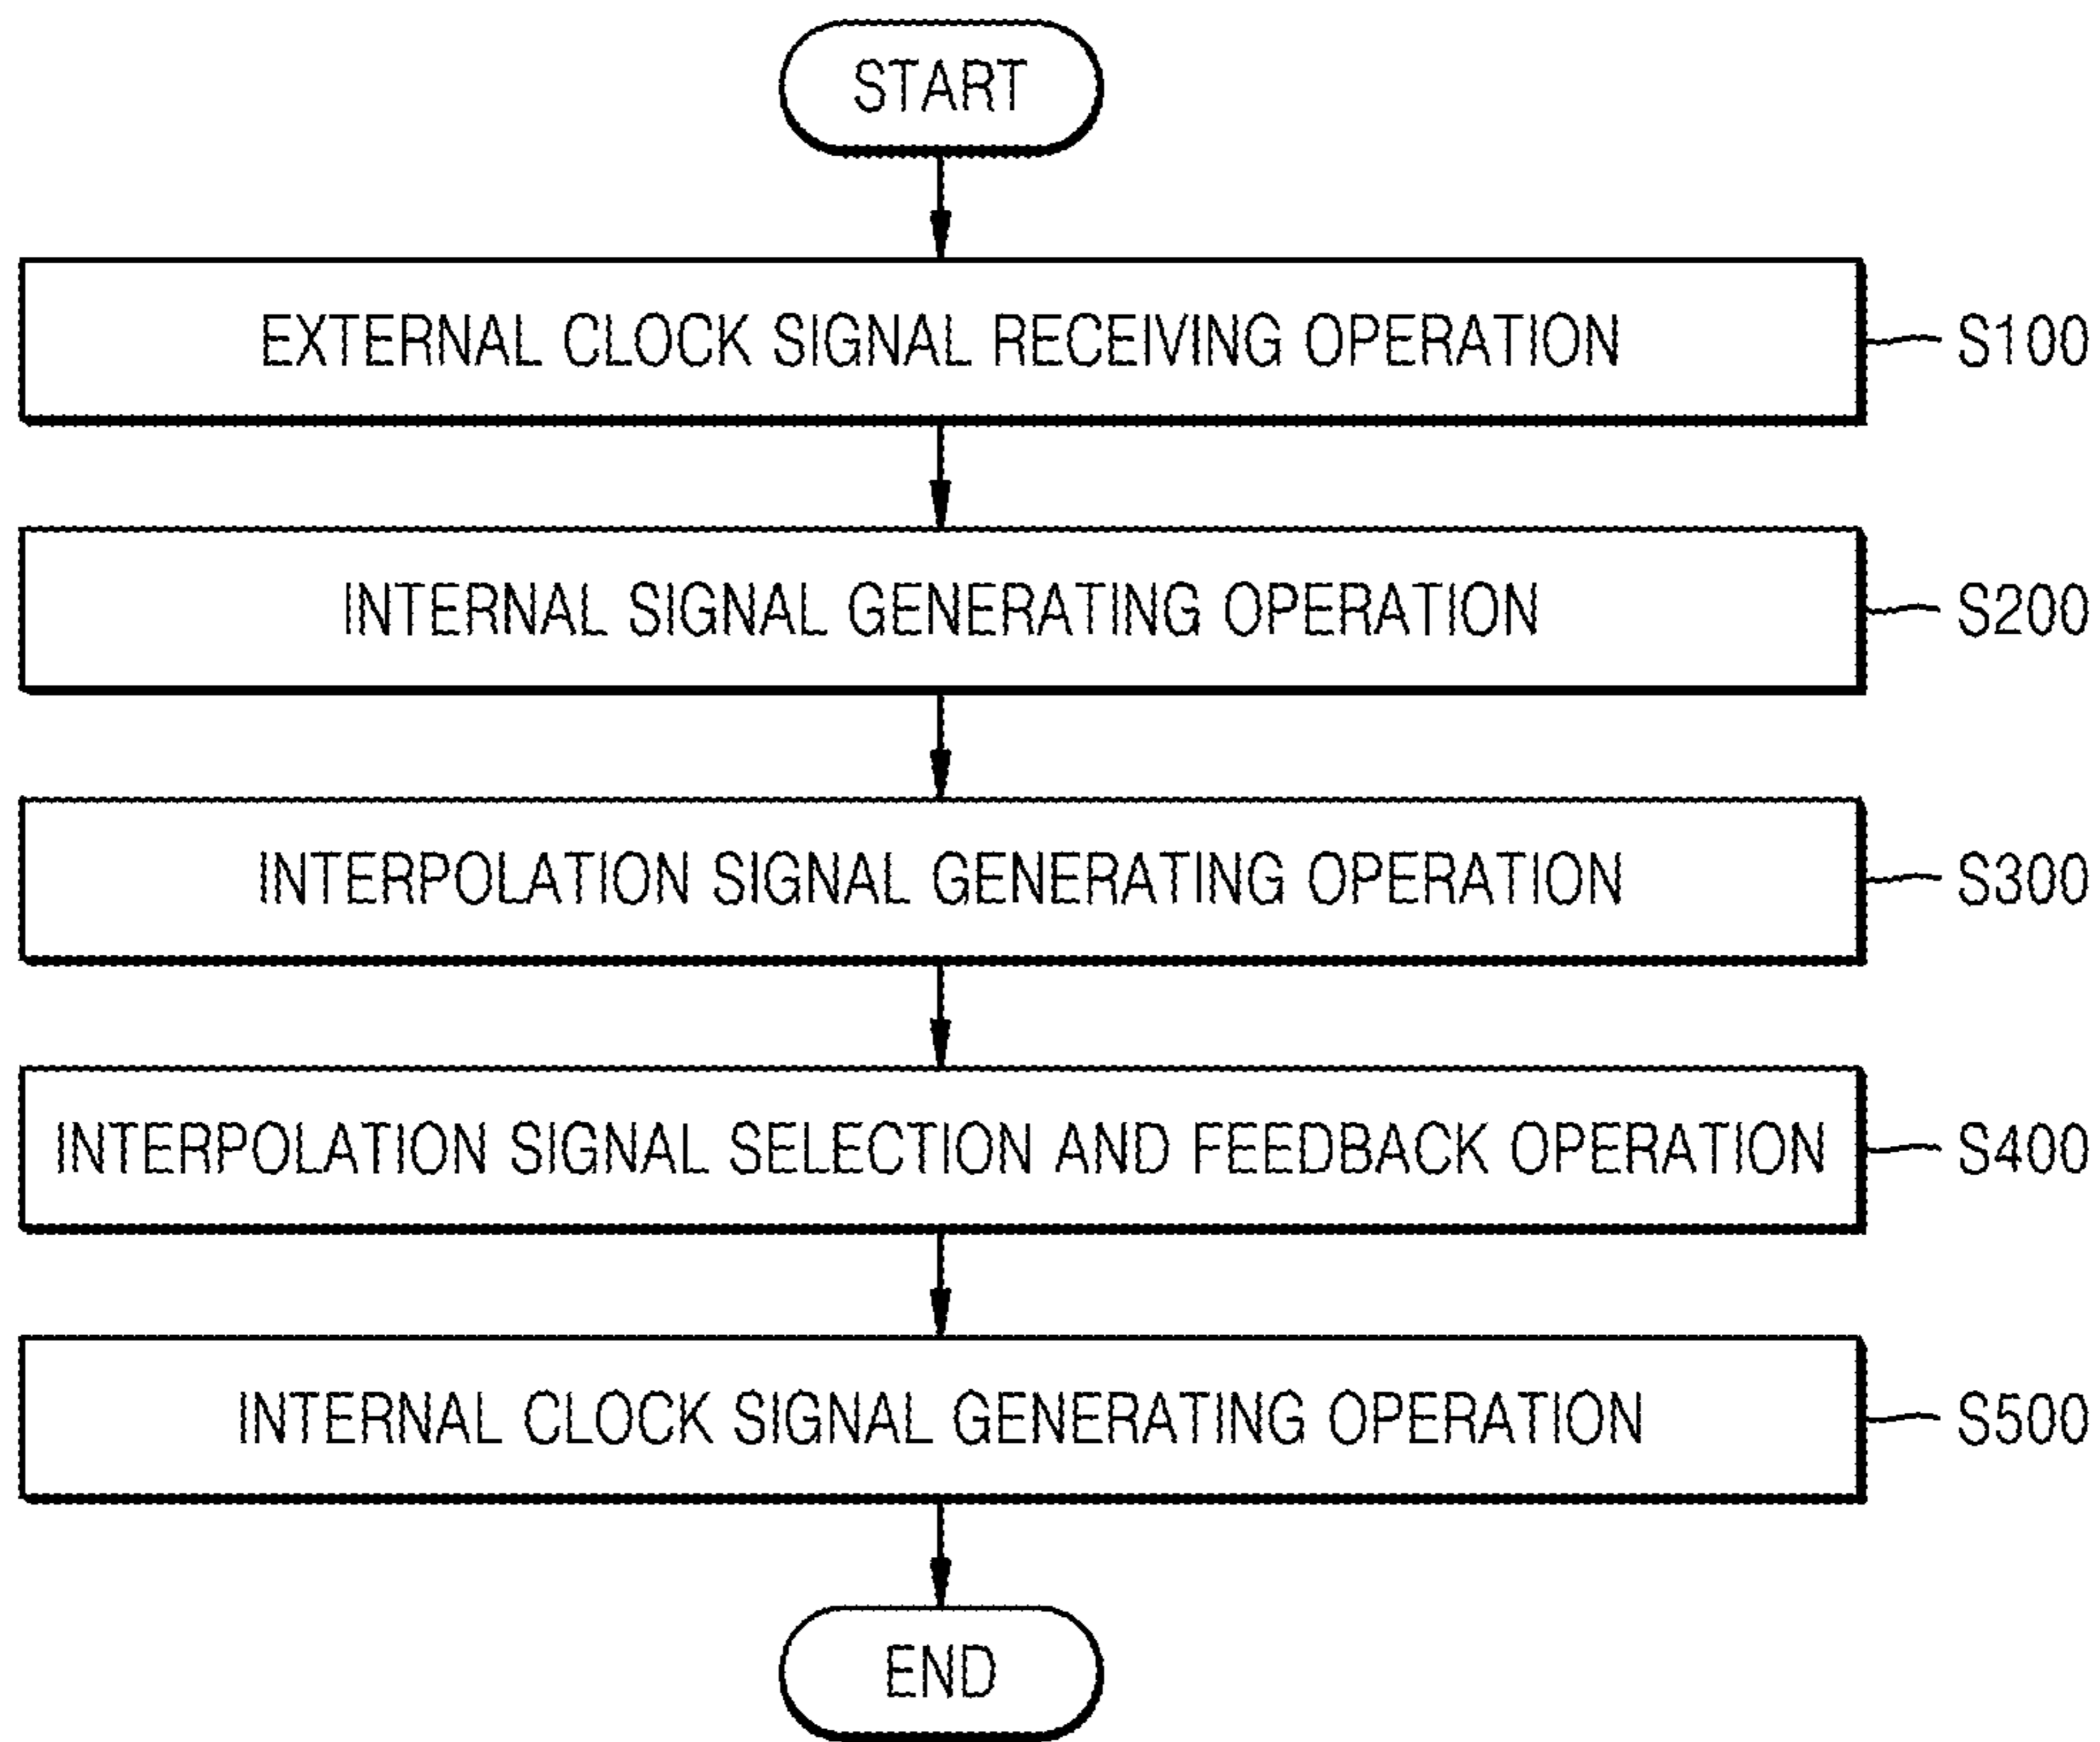 START
EXTERNAL CLOCK SIGNAL RECEIVING OPERATION
S100
INTERNAL SIGNAL GENERATING OPERATION
S200
INTERPOLATION SIGNAL GENERATING OPERATION
S300
INTERPOLATION SIGNAL SELECTION AND FEEDBACK OPERATION
S400
INTERNAL CLOCK SIGNAL GENERATING OPERATION
S500
END